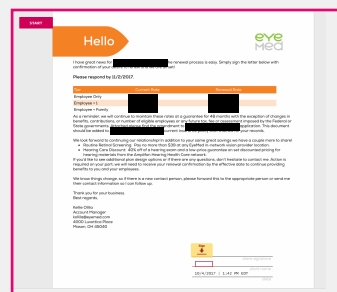 START
Hello
eye
med
I have great news for the renewal process is easy. Simply sign the letter below with
confirmation of your
Please respond by 11/2/2017.
Tier Current Rate Renewal Rate
Employee Only
Employee + 1
Employee + Family
As a reminder, we will continue to maintain these rates at a guarantee for 48 months with the exception of changes in
benefits, contributions, or number of eligible employees or any future tax, fee or assessment imposed by the Federal or
State governments. application. This document
should be added to current your records.
We look forward to continuing our relationship! In addition to your same great savings we have a couple more to share!
• Routine Retinal Screening: Pay no more than $39 at any EyeMed in-network vision provider location.
• Hearing Care Discount: 40% off of a hearing exam and a low price guarantee on set discounted pricing for
hearing materials from the Amplifon Hearing Health Care network.
If you'd like to see additional plan design options or if there are any questions, don't hesitate to contact me. Action is
required on your part; we will need to receive your renewal confirmation by the effective date to continue providing
benefits to you and your employees.
We know things change; so if there is a new contact person, please forward this to the appropriate person or send me
their contact information so I can follow up.
Thank you for your business.
Best regards,
Kellie
Account Manager
4000 Luxottica Place
Mason, OH 45040
Sign
10/4/2017 | 1:42 PM EDT